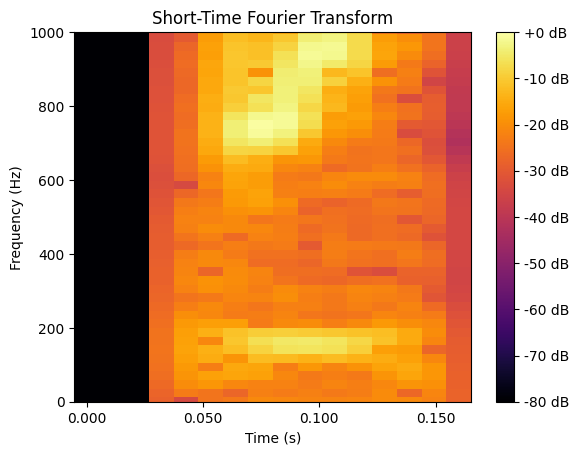 Short-Time Fourier Transform
1000
800
600
400
200
0
Frequency (Hz)
0.000
0.050
0.100
0.150
Time (s)
+0 dB
-10 dB
-20 dB
-30 dB
-40 dB
-50 dB
-60 dB
-70 dB
-80 dB